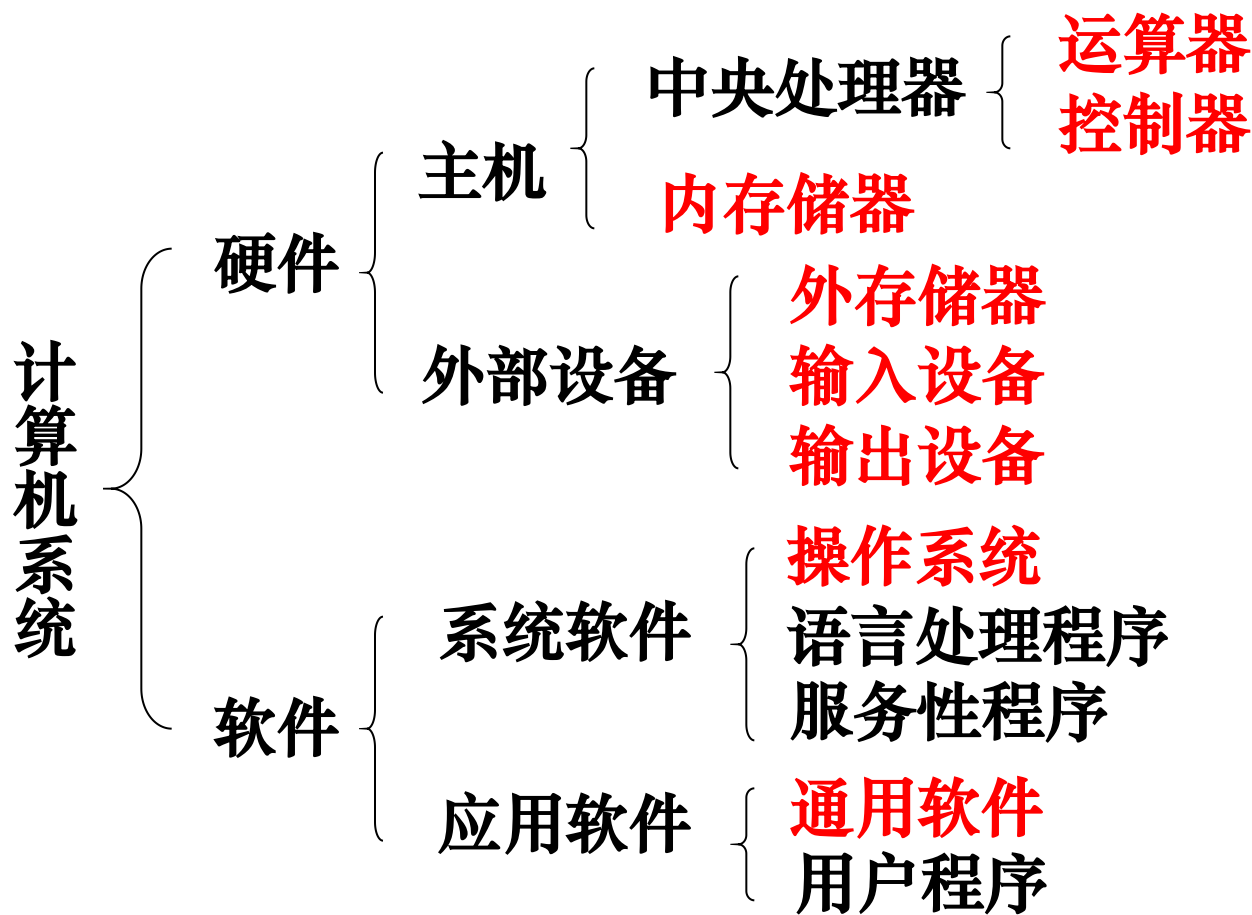 计算机系统
硬件
主机
中央处理器
运算器
控制器
内存储器
外部设备
外存储器
输入设备
输出设备
软件
系统软件
操作系统
语言处理程序
服务性程序
应用软件
通用软件
用户程序